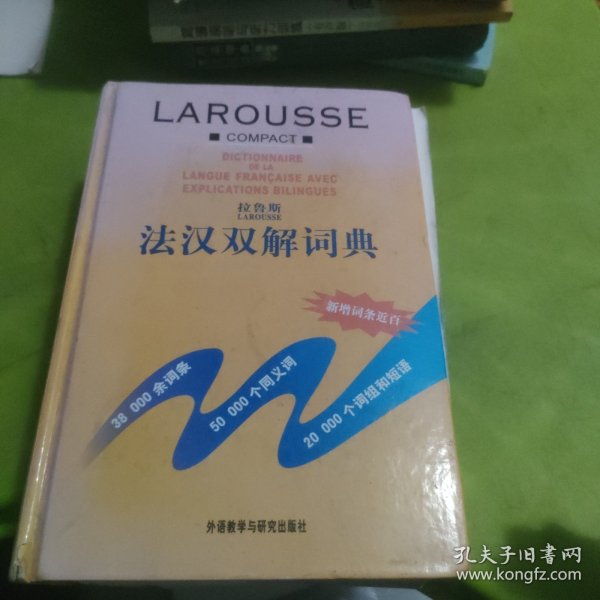 LAROUSSE
■ COMPACT ■
DICTIONNAIRE
DE LA
LANGUE FRANÇAISE AVEC
EXPLICATIONS BILINGUES
拉鲁斯
LAROUSSE
法汉双解词典
新增词条近百
38 000 余词条
50 000 个同义词
20 000 个词组和短语
外语教学与研究出版社
孔夫子旧书网
www.kongfz.com